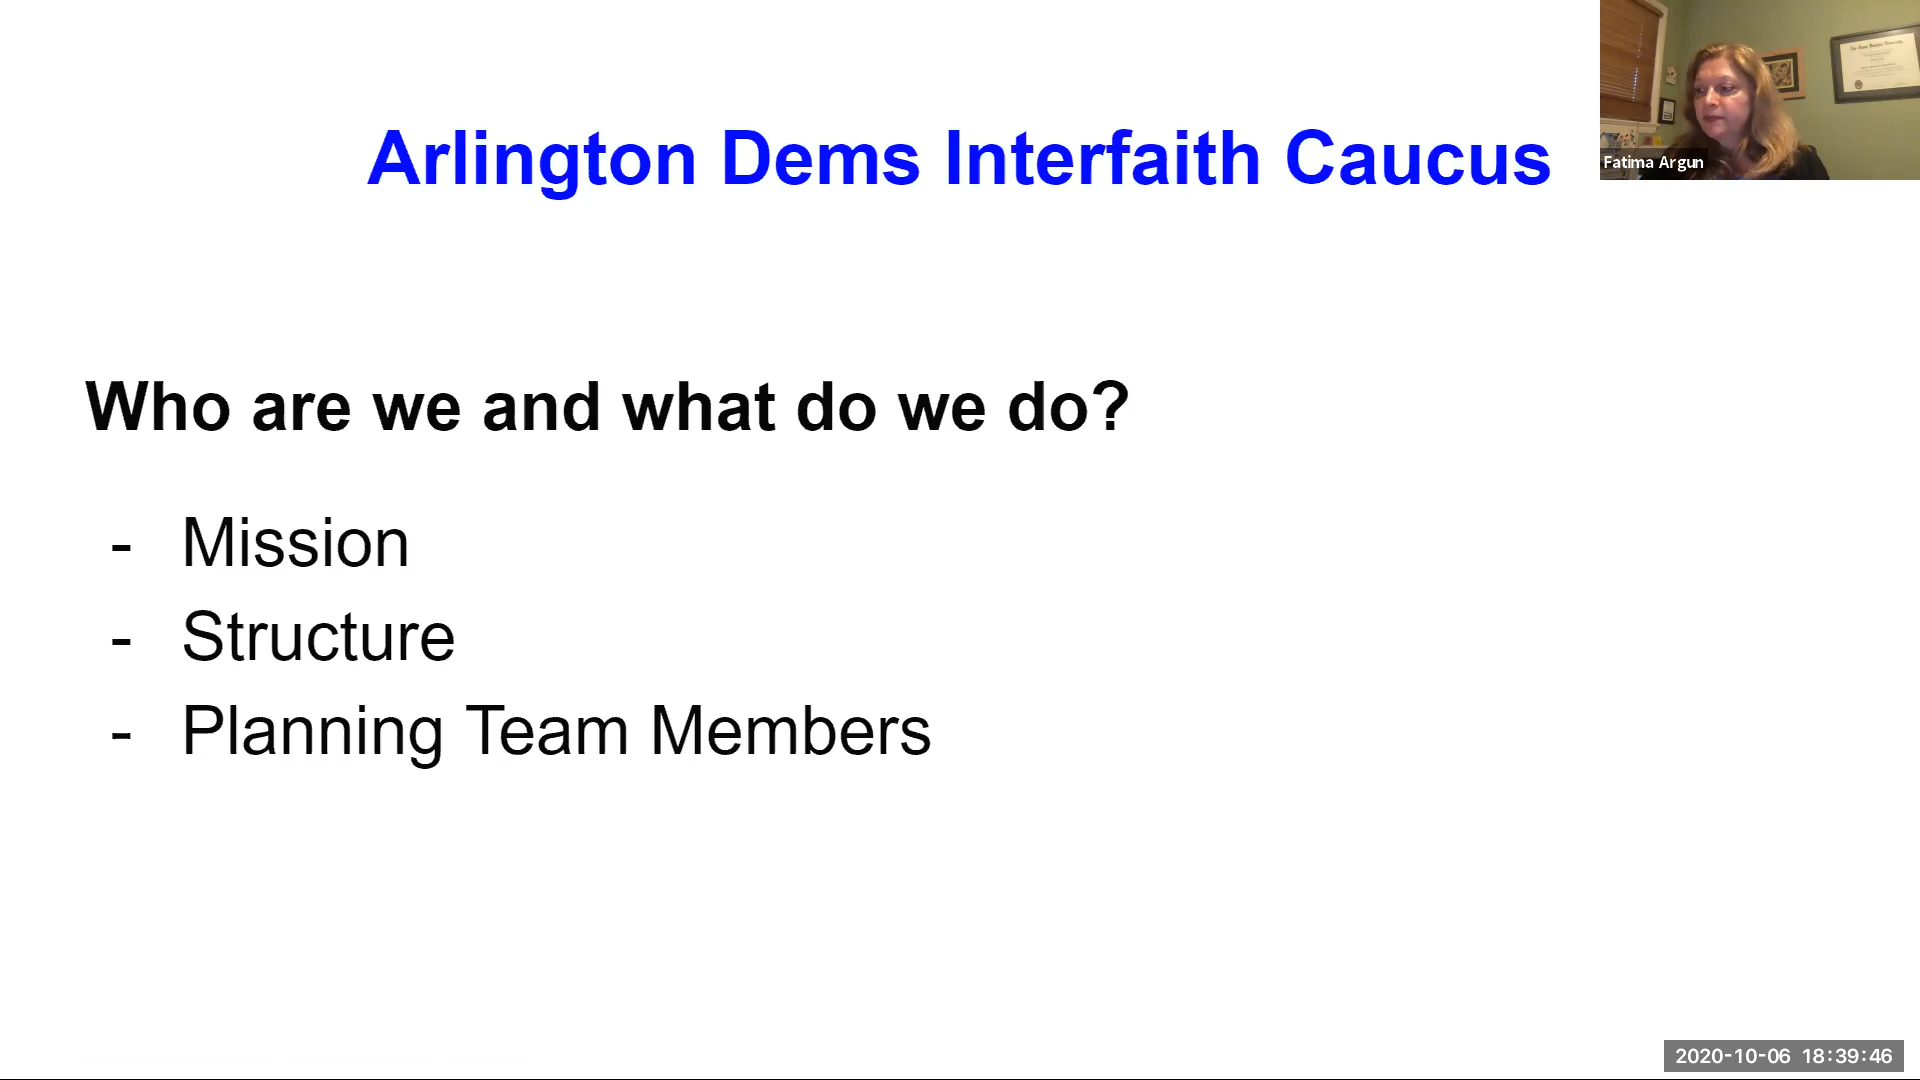 Arlington Dems Interfaith Caucus
Fatima Argun
Who are we and what do we do?
- Mission
- Structure
- Planning Team Members
2020-10-06 18:39:46